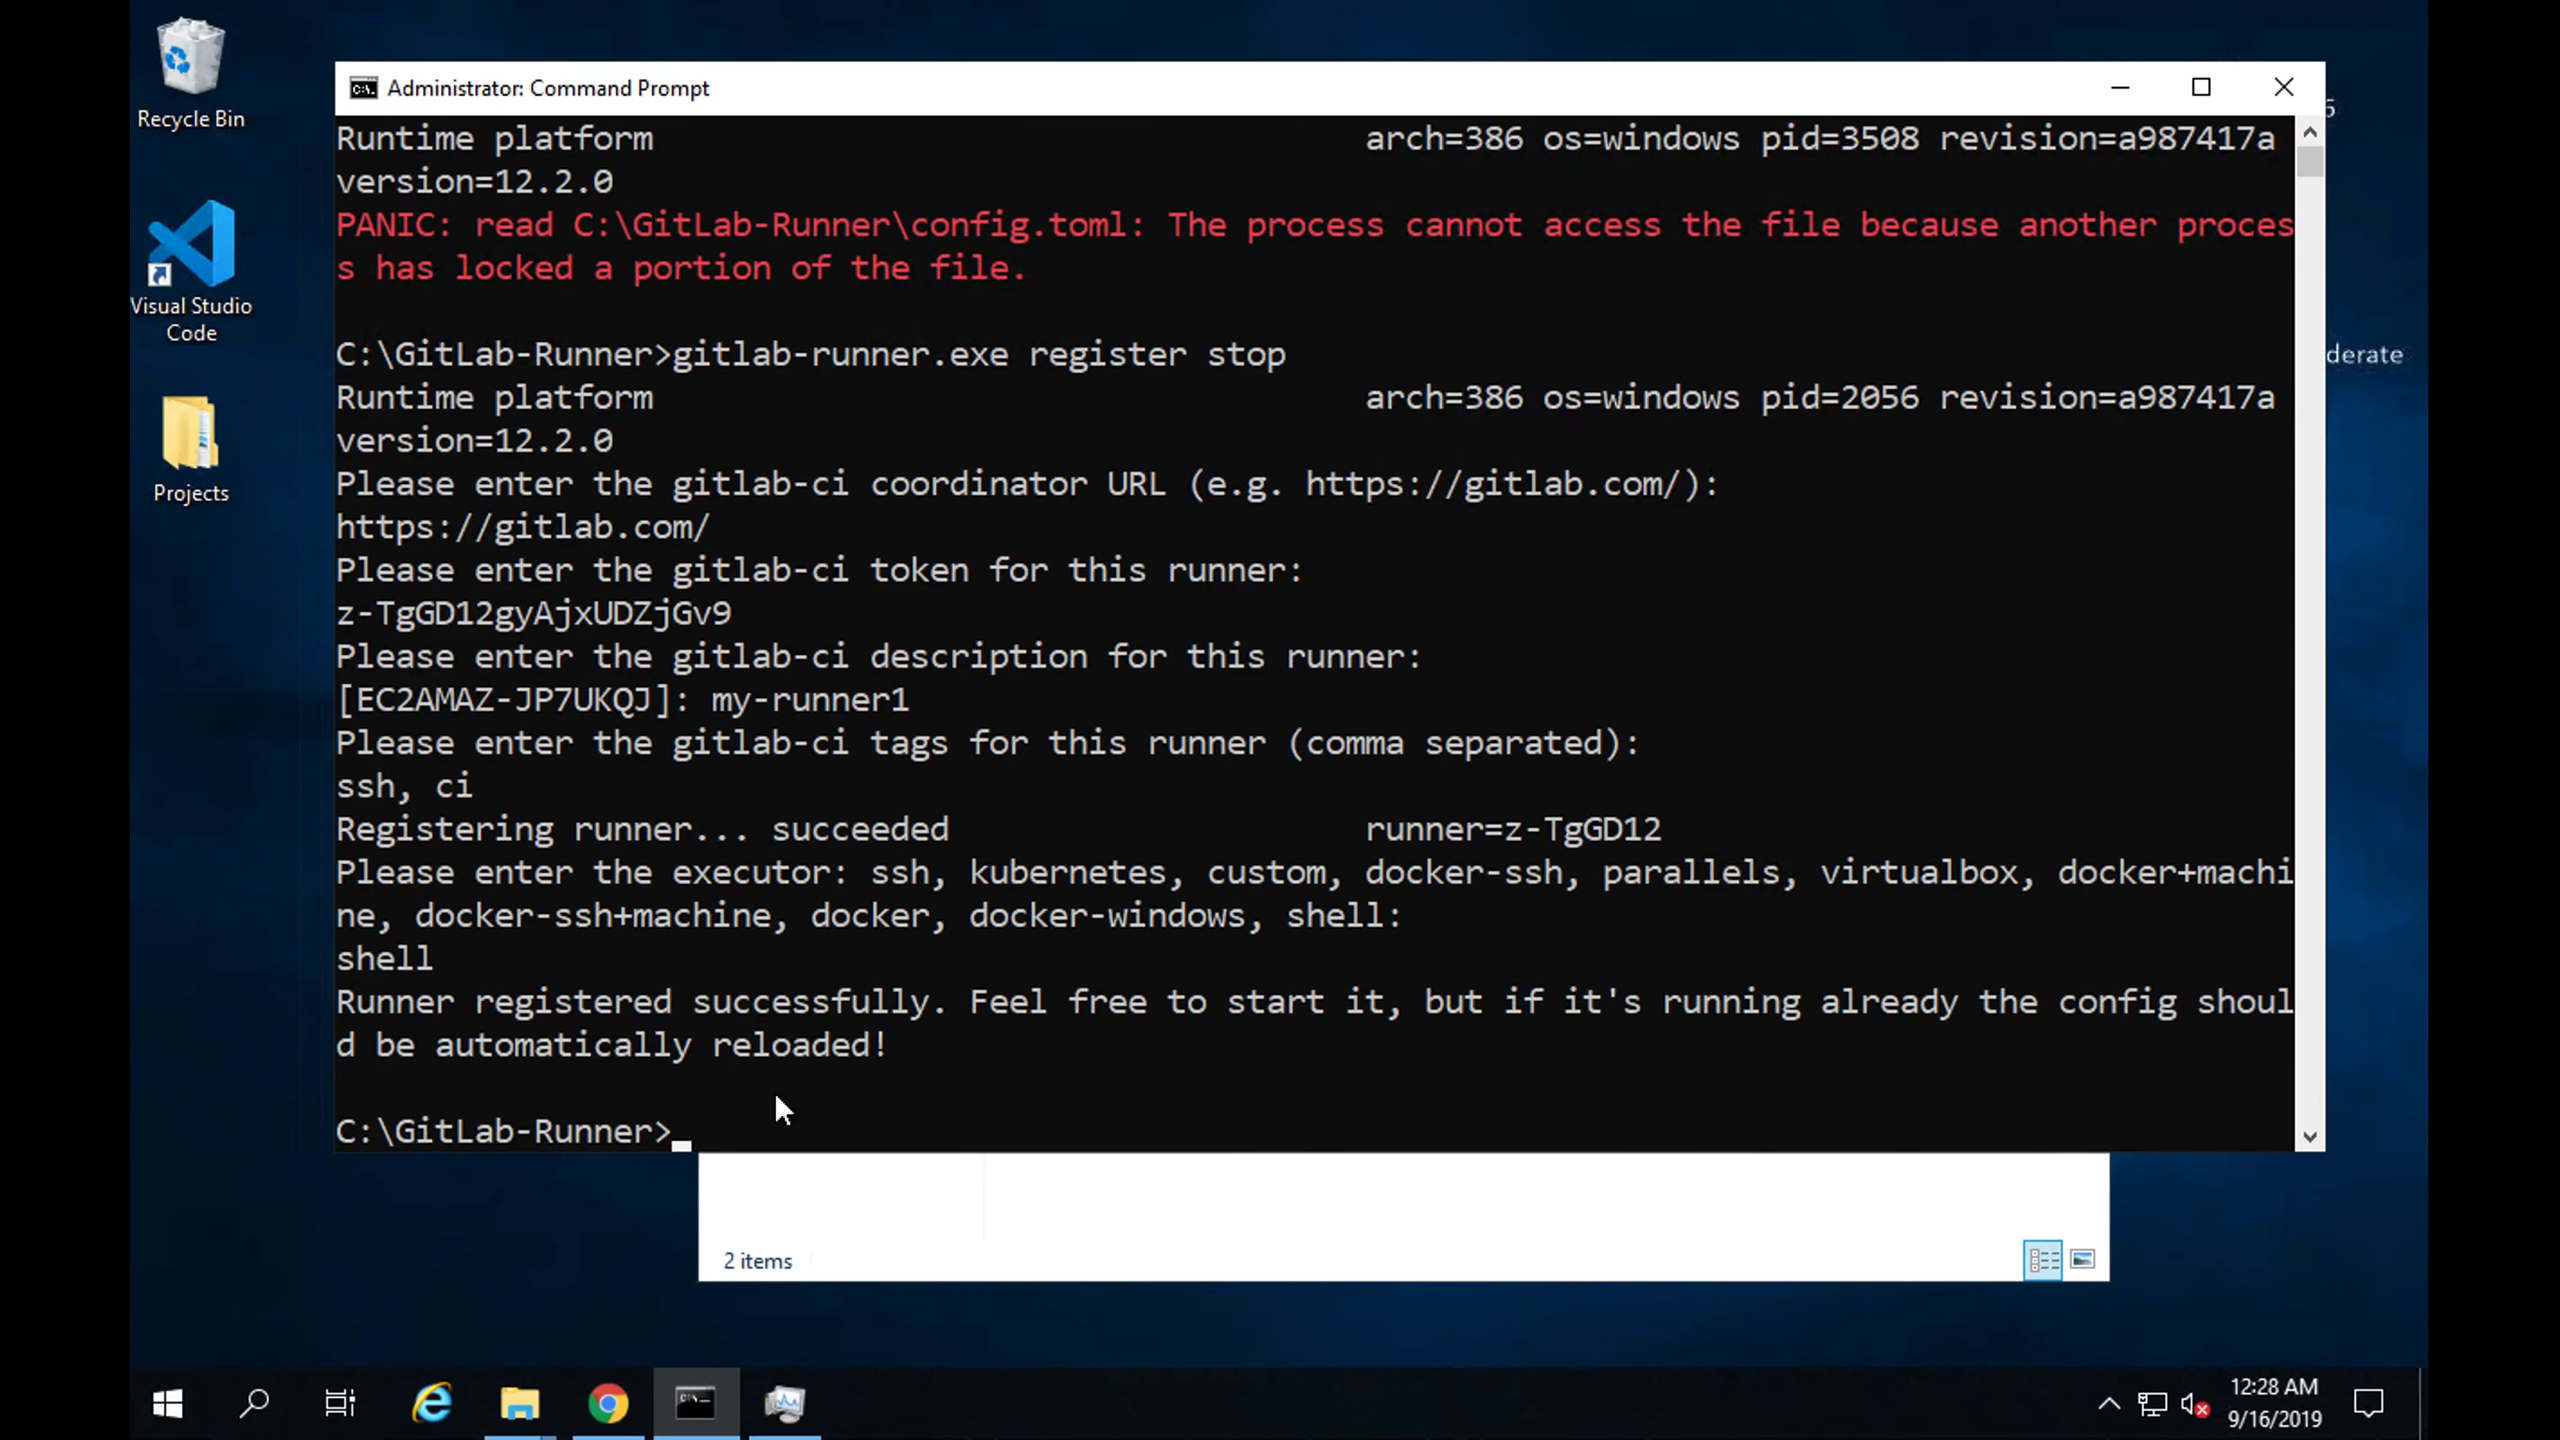 Recycle Bin
Visual Studio
Code
Projects
Administrator: Command Prompt
Runtime platform                                    arch=386 os=windows pid=3508 revision=a987417a
version=12.2.0
PANIC: read C:\GitLab-Runner\config.toml: The process cannot access the file because another proces
s has locked a portion of the file.
C:\GitLab-Runner>gitlab-runner.exe register stop
Runtime platform                                    arch=386 os=windows pid=2056 revision=a987417a
version=12.2.0
Please enter the gitlab-ci coordinator URL (e.g. https://gitlab.com/):
https://gitlab.com/
Please enter the gitlab-ci token for this runner:
z-TgGD12gyAjxUDZjGv9
Please enter the gitlab-ci description for this runner:
[EC2AMAZ-JP7UKQJ]: my-runner1
Please enter the gitlab-ci tags for this runner (comma separated):
ssh, ci
Registering runner... succeeded                     runner=z-TgGD12
Please enter the executor: ssh, kubernetes, custom, docker-ssh, parallels, virtualbox, docker+machi
ne, docker-ssh+machine, docker, docker-windows, shell:
shell
Runner registered successfully. Feel free to start it, but if it's running already the config shoul
d be automatically reloaded!
C:\GitLab-Runner>
derate
2 items
12:28 AM
9/16/2019